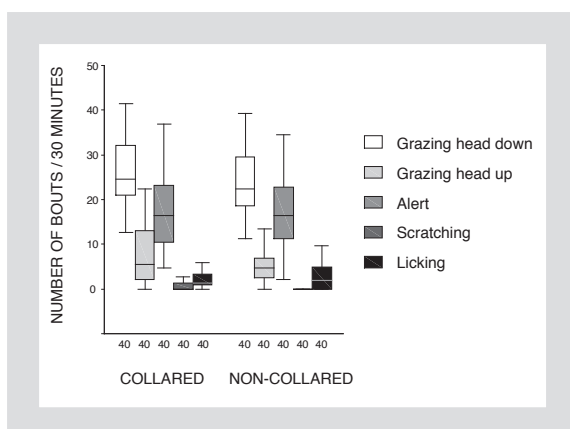 NUMBER OF BOUTS / 30 MINUTES
50
40
30
20
10
0
40 40 40 40 40
40 40 40 40 40
COLLARED
NON-COLLARED
Grazing head down
Grazing head up
Alert
Scratching
Licking